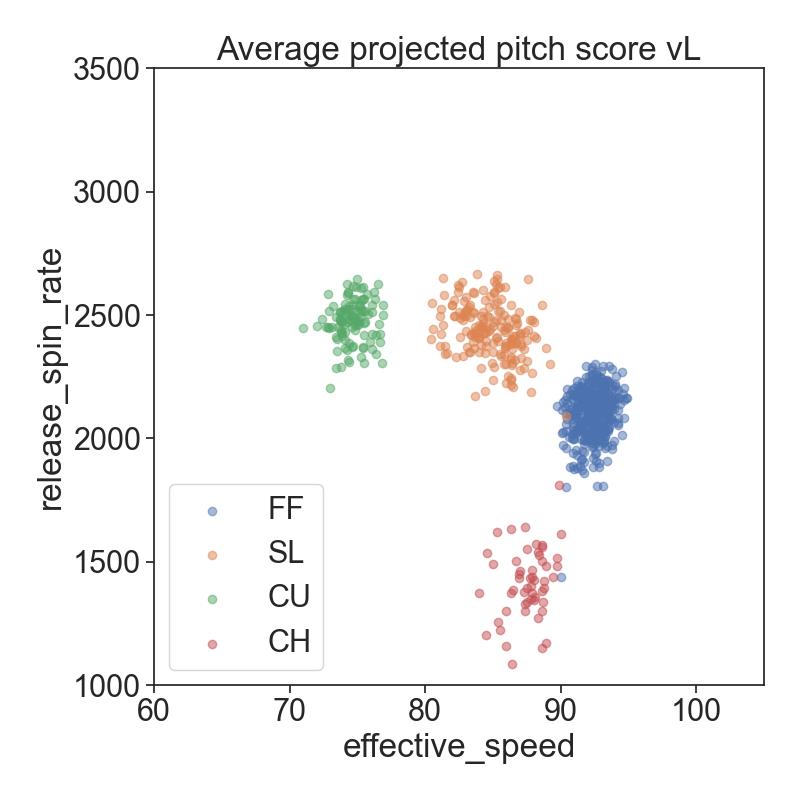 Average projected pitch score vL
3500
3000
2500
2000
1500
1000
release_spin_rate
FF
SL
CU
CH
60 70 80 90 100
effective_speed